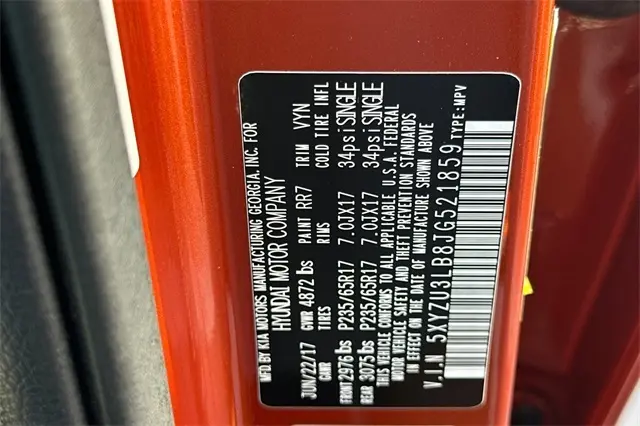 MFD BY KIA MOTORS MANUFACTURING GEORGIA. INC. FOR
HYUNDAI MOTOR COMPANY
JUN/22/17 GVWR 4872 lbs PAINT RR7 TRIM VYN
GAWR TIRES RIMS COLD TIRE INFL
FRONT 2976 lbs P235/65R17 7.0JX17 34psi SINGLE
REAR 3075 lbs P235/65R17 7.0JX17 34psi SINGLE
THIS VEHICLE CONFORMS TO ALL APPLICABLE U.S.A. FEDERAL
MOTOR VEHICLE SAFETY AND THEFT PREVENTION STANDARDS
IN EFFECT ON THE DATE OF MANUFACTURE SHOWN ABOVE
V.I.N 5XYZU3LB8JG521859 TYPE:MPV